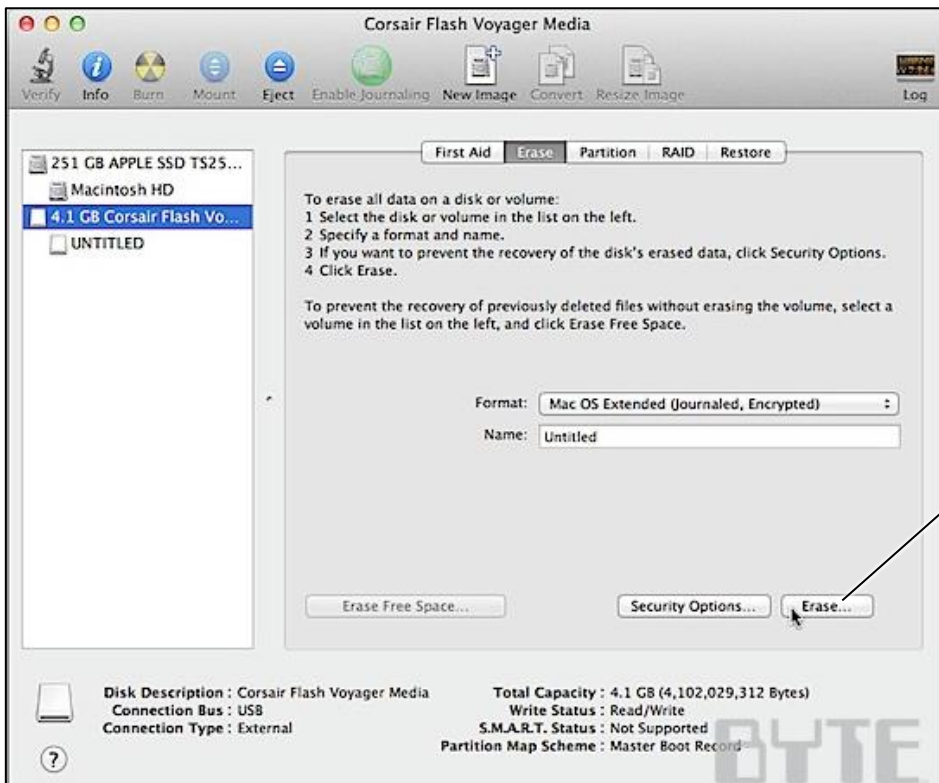 Corsair Flash Voyager Media
Verify Info Burn Mount Eject Enable Journaling New Image Convert Resize Image Log
First Aid Erase Partition RAID Restore
251 GB APPLE SSD TS25...
Macintosh HD
4.1 GB Corsair Flash Vo...
UNTITLED
To erase all data on a disk or volume:
1 Select the disk or volume in the list on the left.
2 Specify a format and name.
3 If you want to prevent the recovery of the disk's erased data, click Security Options.
4 Click Erase.
To prevent the recovery of previously deleted files without erasing the volume, select a
volume in the list on the left, and click Erase Free Space.
Format: Mac OS Extended (Journaled, Encrypted)
Name: Untitled
Erase Free Space... Security Options... Erase...
Disk Description : Corsair Flash Voyager Media
Connection Bus : USB
Connection Type : External
Total Capacity : 4.1 GB (4,102,029,312 Bytes)
Write Status : Read/Write
S.M.A.R.T. Status : Not Supported
Partition Map Scheme : Master Boot Record
?
BYTE